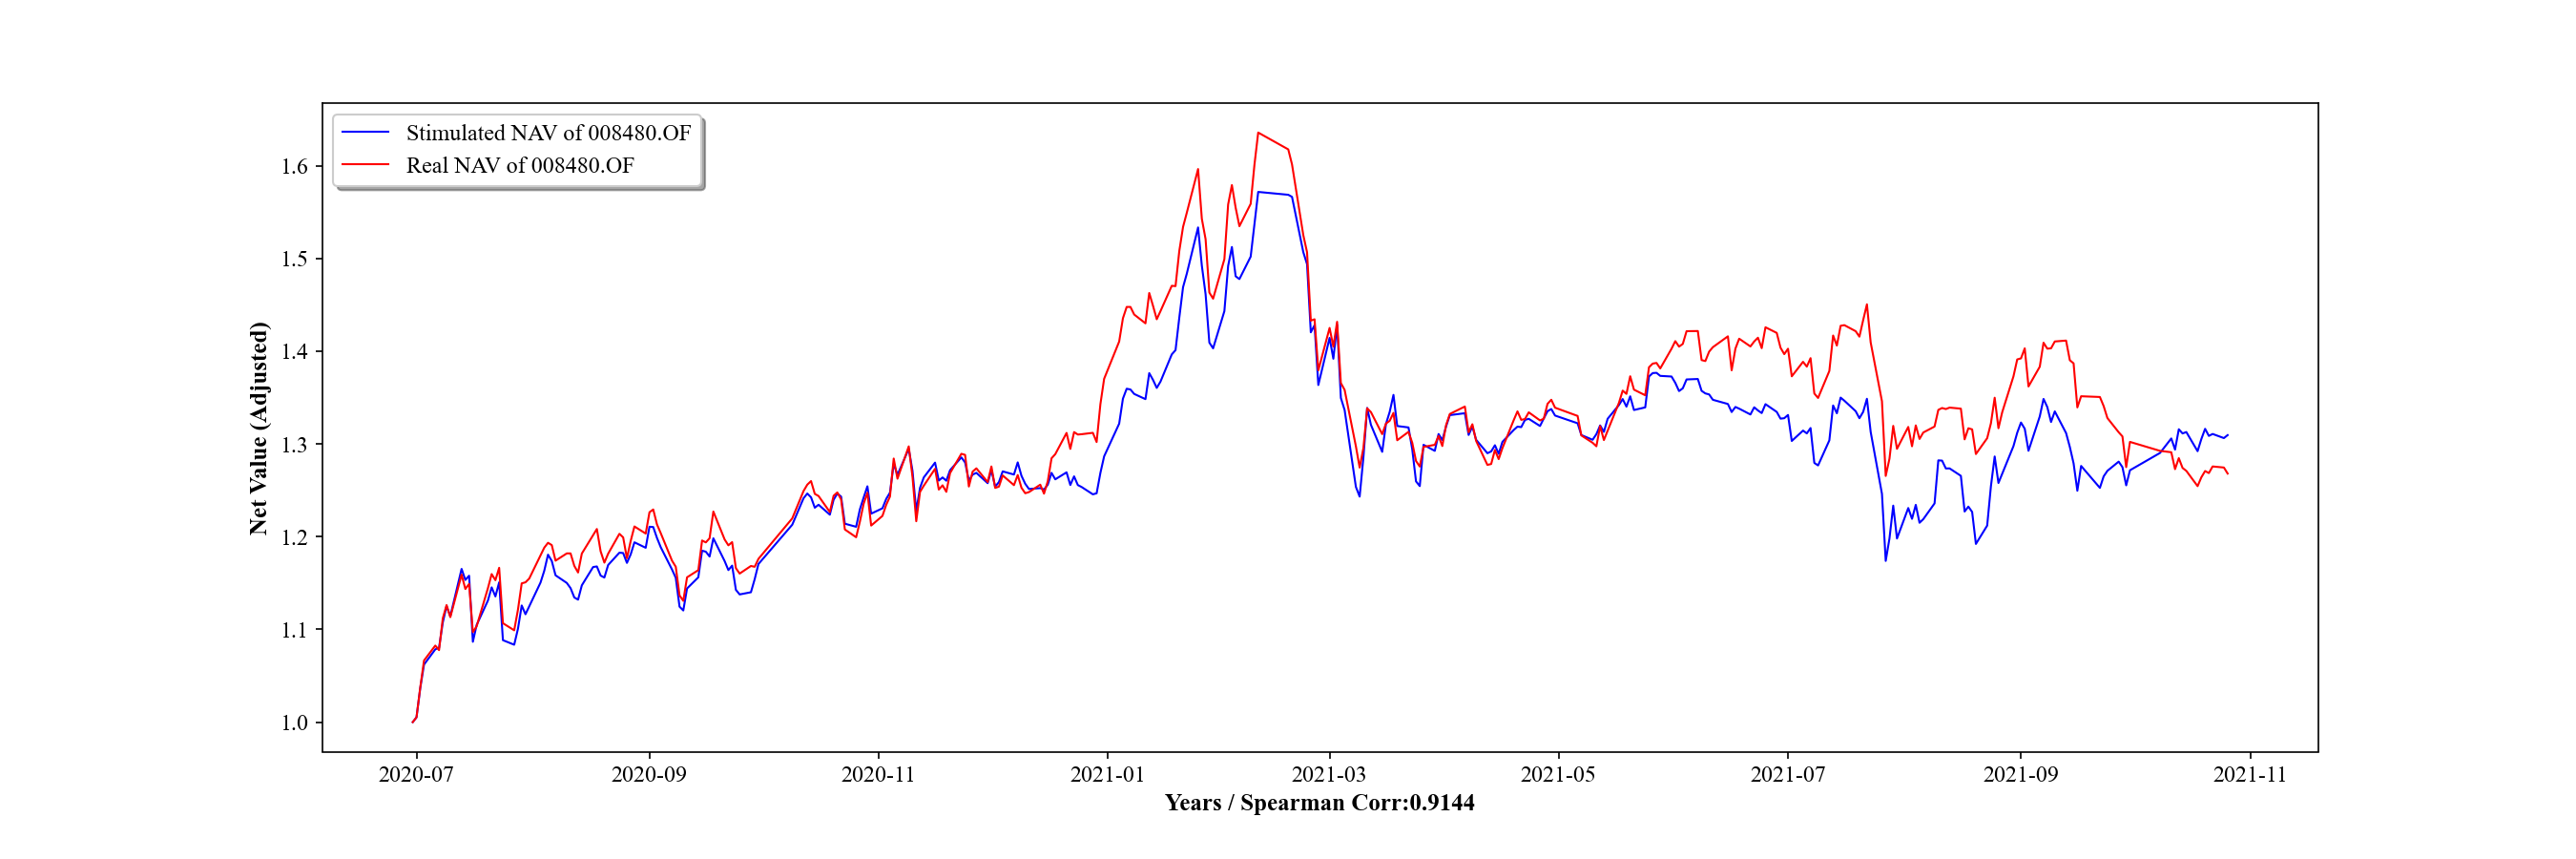 Stimulated NAV of 008480.OF
Real NAV of 008480.OF
1.6
1.5
1.4
1.3
1.2
1.1
1.0
Net Value (Adjusted)
2020-07 2020-09 2020-11 2021-01 2021-03 2021-05 2021-07 2021-09 2021-11
Years / Spearman Corr:0.9144